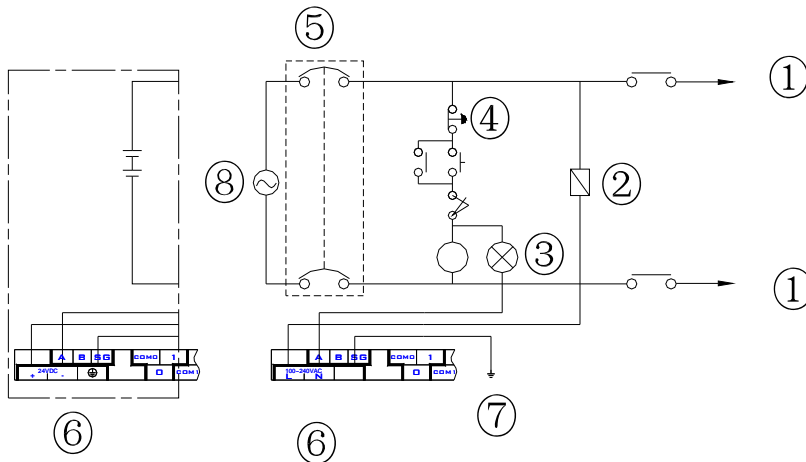 ⑤
①
④
⑧
②
③
①
A B SG COM0 1
24VDC
+ - 0 COM1
A B SG COM0 1
100~240VAC
L N 0 COM1
⑦
⑥
⑥